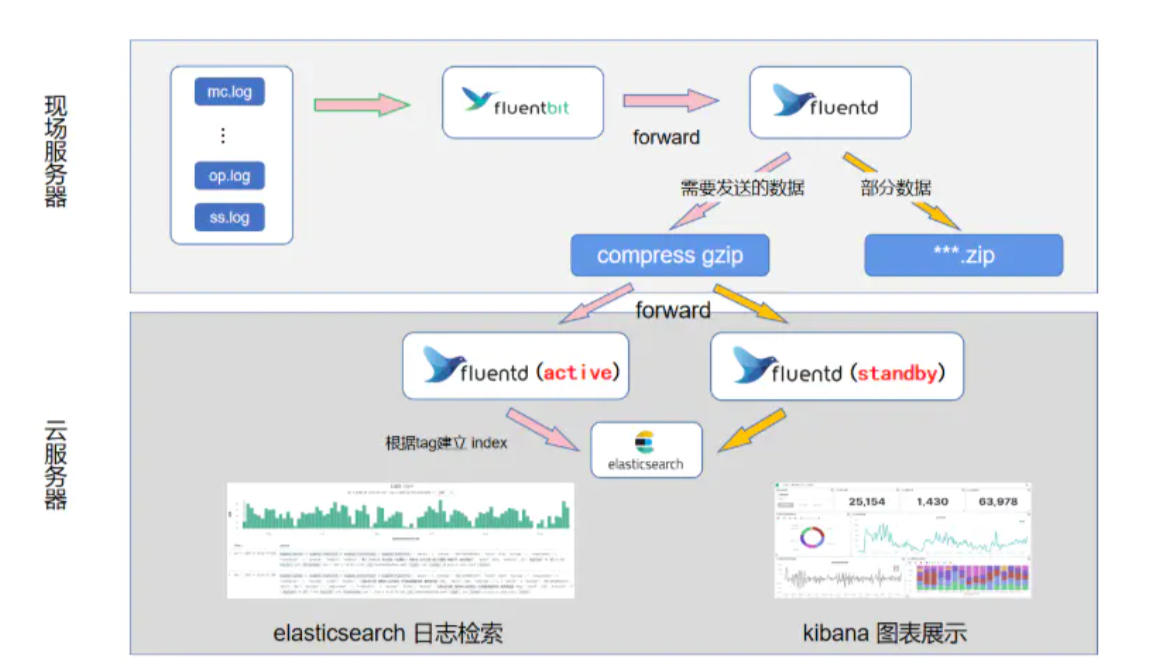 现场服务器
mc.log
⋮
op.log
ss.log
fluentbit
forward
fluentd
需要发送的数据
部分数据
compress gzip
***.zip
forward
云服务器
fluentd (active)
fluentd (standby)
根据tag建立 index
elasticsearch
25,154
1,430
63,978
elasticsearch 日志检索
kibana 图表展示